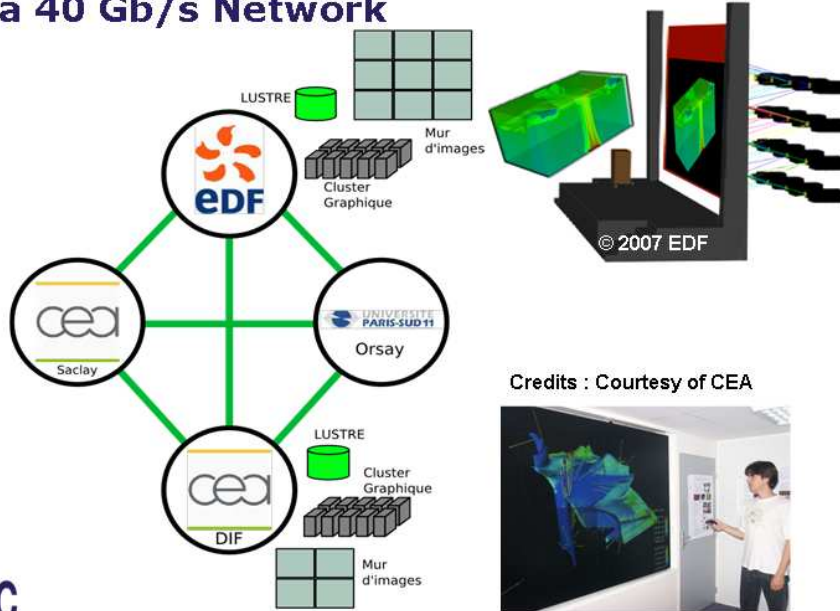 a 40 Gb/s Network
LUSTRE
Mur
d'images
Cluster
Graphique
eDF
© 2007 EDF
cea
Saclay
UNIVERSITE
PARIS-SUD 11
Orsay
Credits : Courtesy of CEA
LUSTRE
Cluster
Graphique
cea
DIF
Mur
d'images